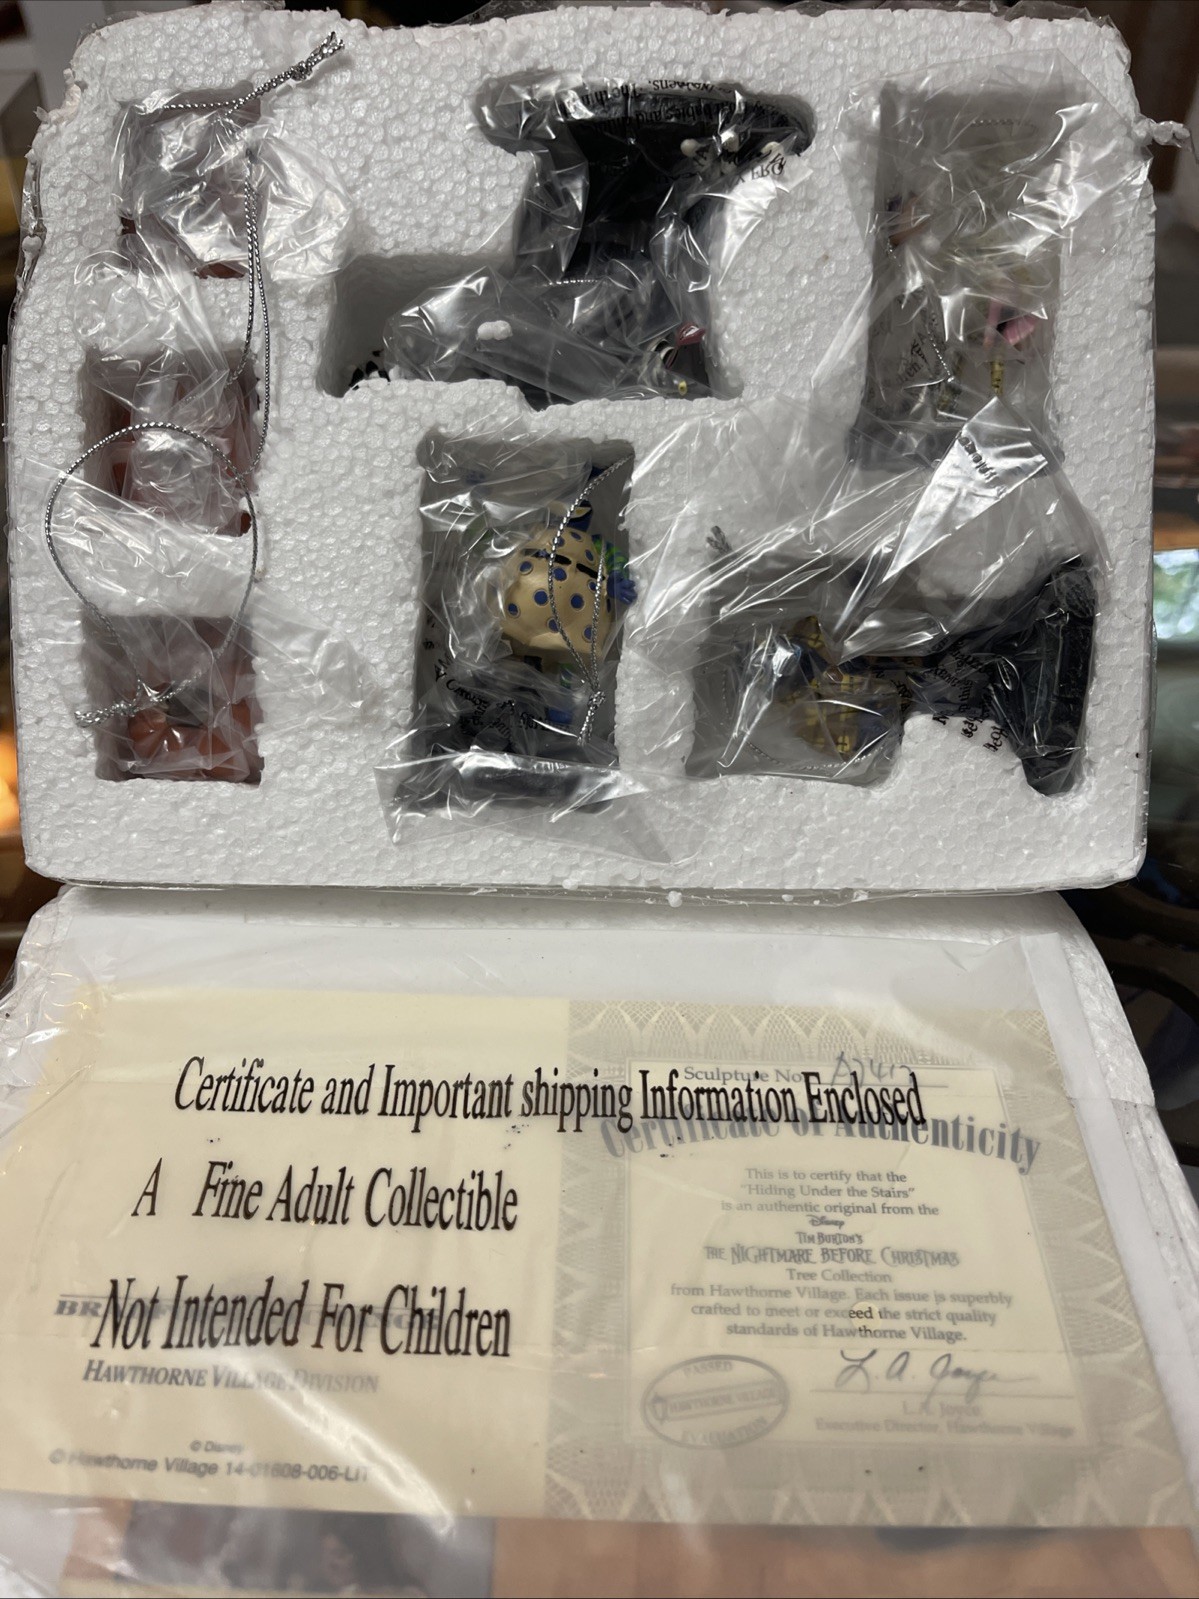 Certificate and Important shipping Information Enclosed
A Fine Adult Collectible
Not Intended For Children
HAWTHORNE VILLAGE DIVISION
© Disney
© Hawthorne Village 14-01608-006-LIT
Sculpture No.
Certificate of Authenticity
This is to certify that the
"Hiding Under the Stairs"
is an authentic original from the
Disney
TIM BURTON'S
THE NIGHTMARE BEFORE CHRISTMAS
Tree Collection
from Hawthorne Village. Each issue is superbly
crafted to meet or exceed the strict quality
standards of Hawthorne Village.
L. A. Joyce
L.A. Joyce
Executive Director, Hawthorne Village
PASSED
HAWTHORNE VILLAGE